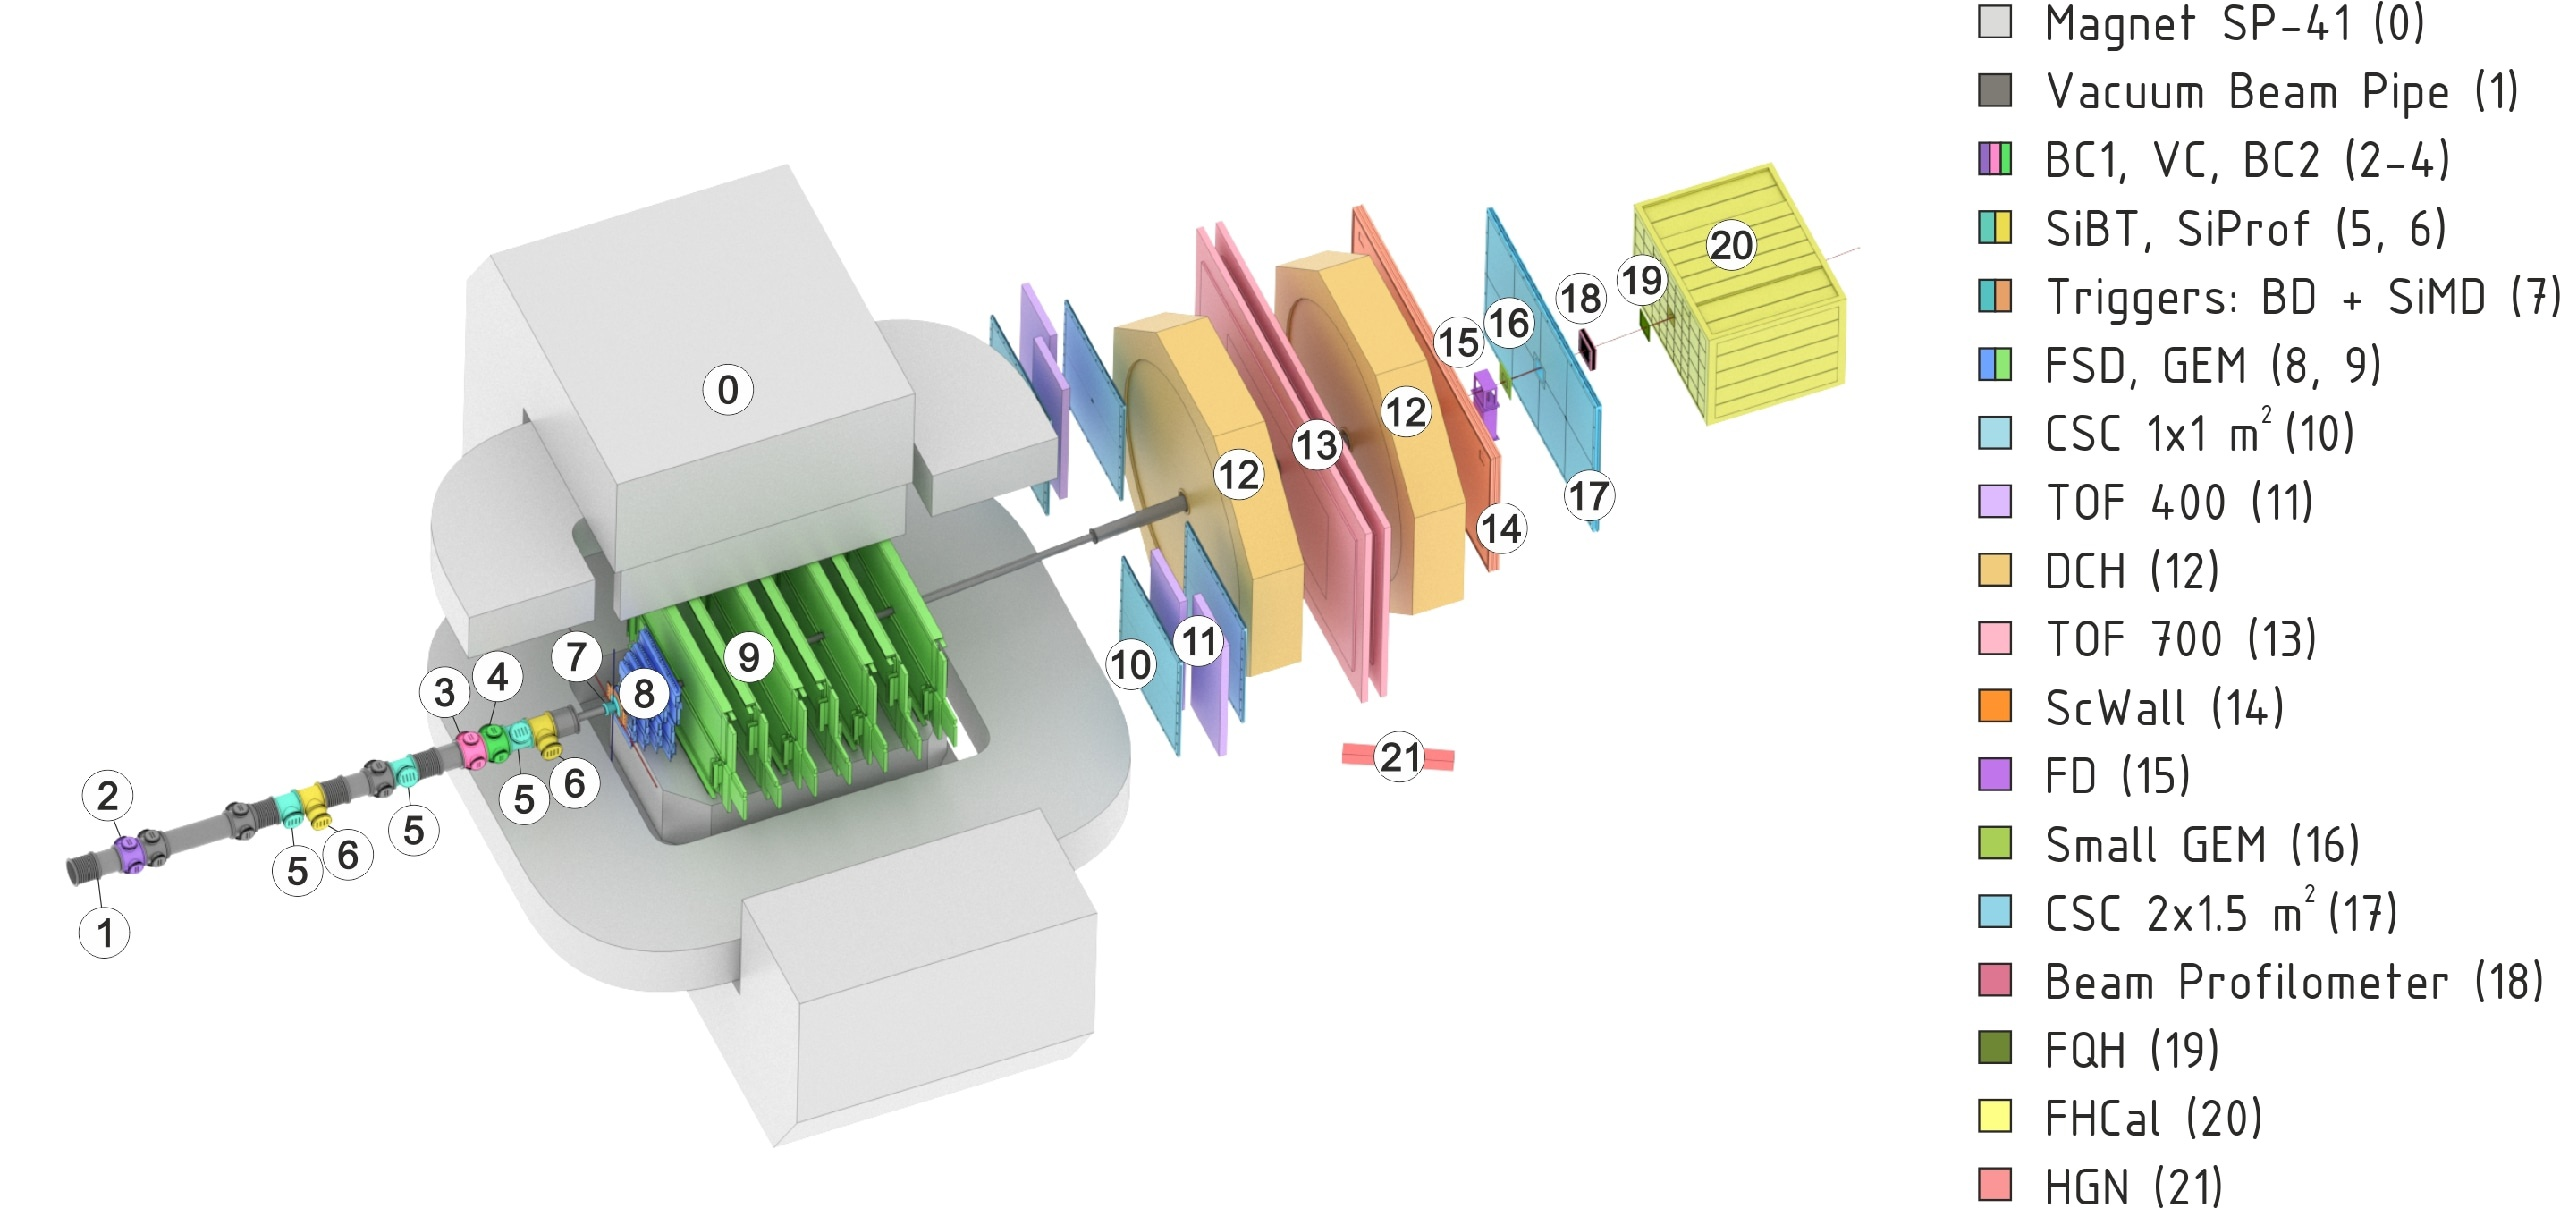 Magnet SP-41 (0)
Vacuum Beam Pipe (1)
BC1, VC, BC2 (2-4)
SiBT, SiProf (5, 6)
Triggers: BD + SiMD (7)
FSD, GEM (8, 9)
CSC 1x1 m² (10)
TOF 400 (11)
DCH (12)
TOF 700 (13)
ScWall (14)
FD (15)
Small GEM (16)
CSC 2x1.5 m² (17)
Beam Profilometer (18)
FQH (19)
FHCal (20)
HGN (21)
0
1
2
3
4
5
6
5
5
6
7
8
9
10
11
12
12
13
14
15
16
17
18
19
20
21